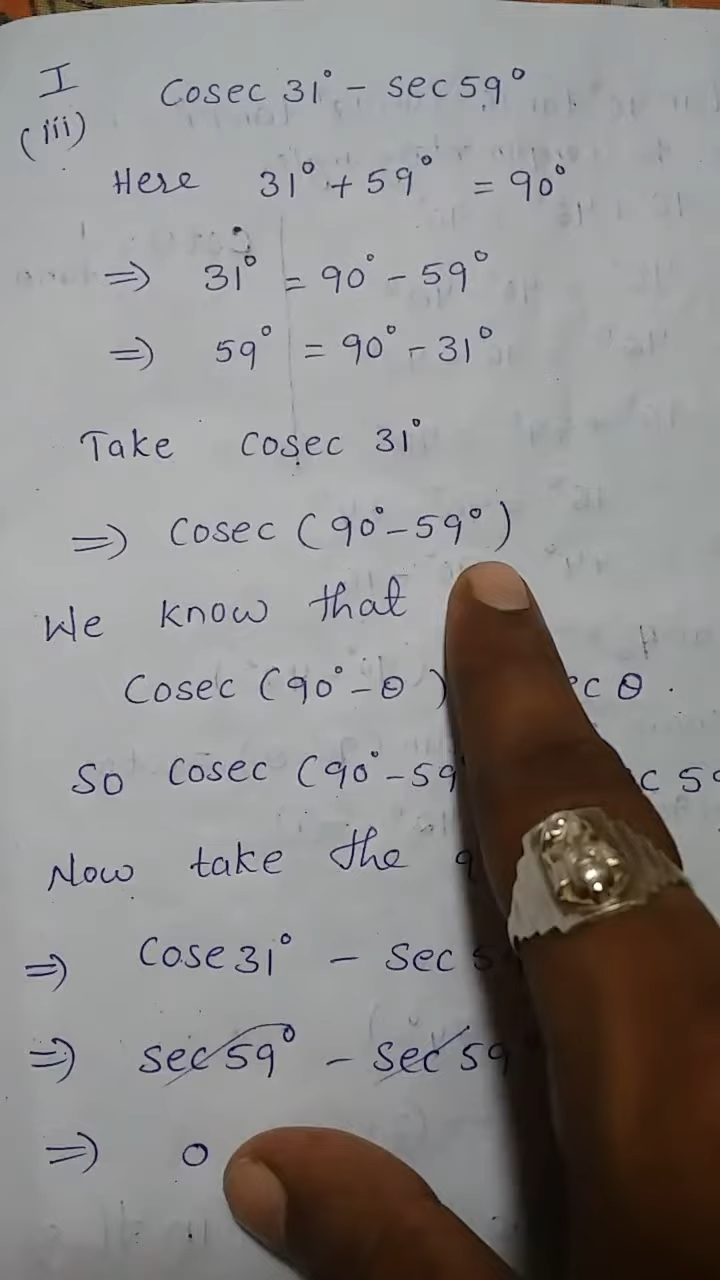 I
(iii) Cosec 31° - sec 59°
Here 31° + 59° = 90°
⇒ 31° = 90° - 59°
⇒ 59° = 90° - 31°
Take Cosec 31°
⇒ Cosec (90° - 59°)
We know that
Cosec (90° - θ) c θ.
So Cosec (90° - 59 c 5
Now take the
⇒ Cose 31° - Sec 5
⇒ sec 59° - sec 59
⇒ 0